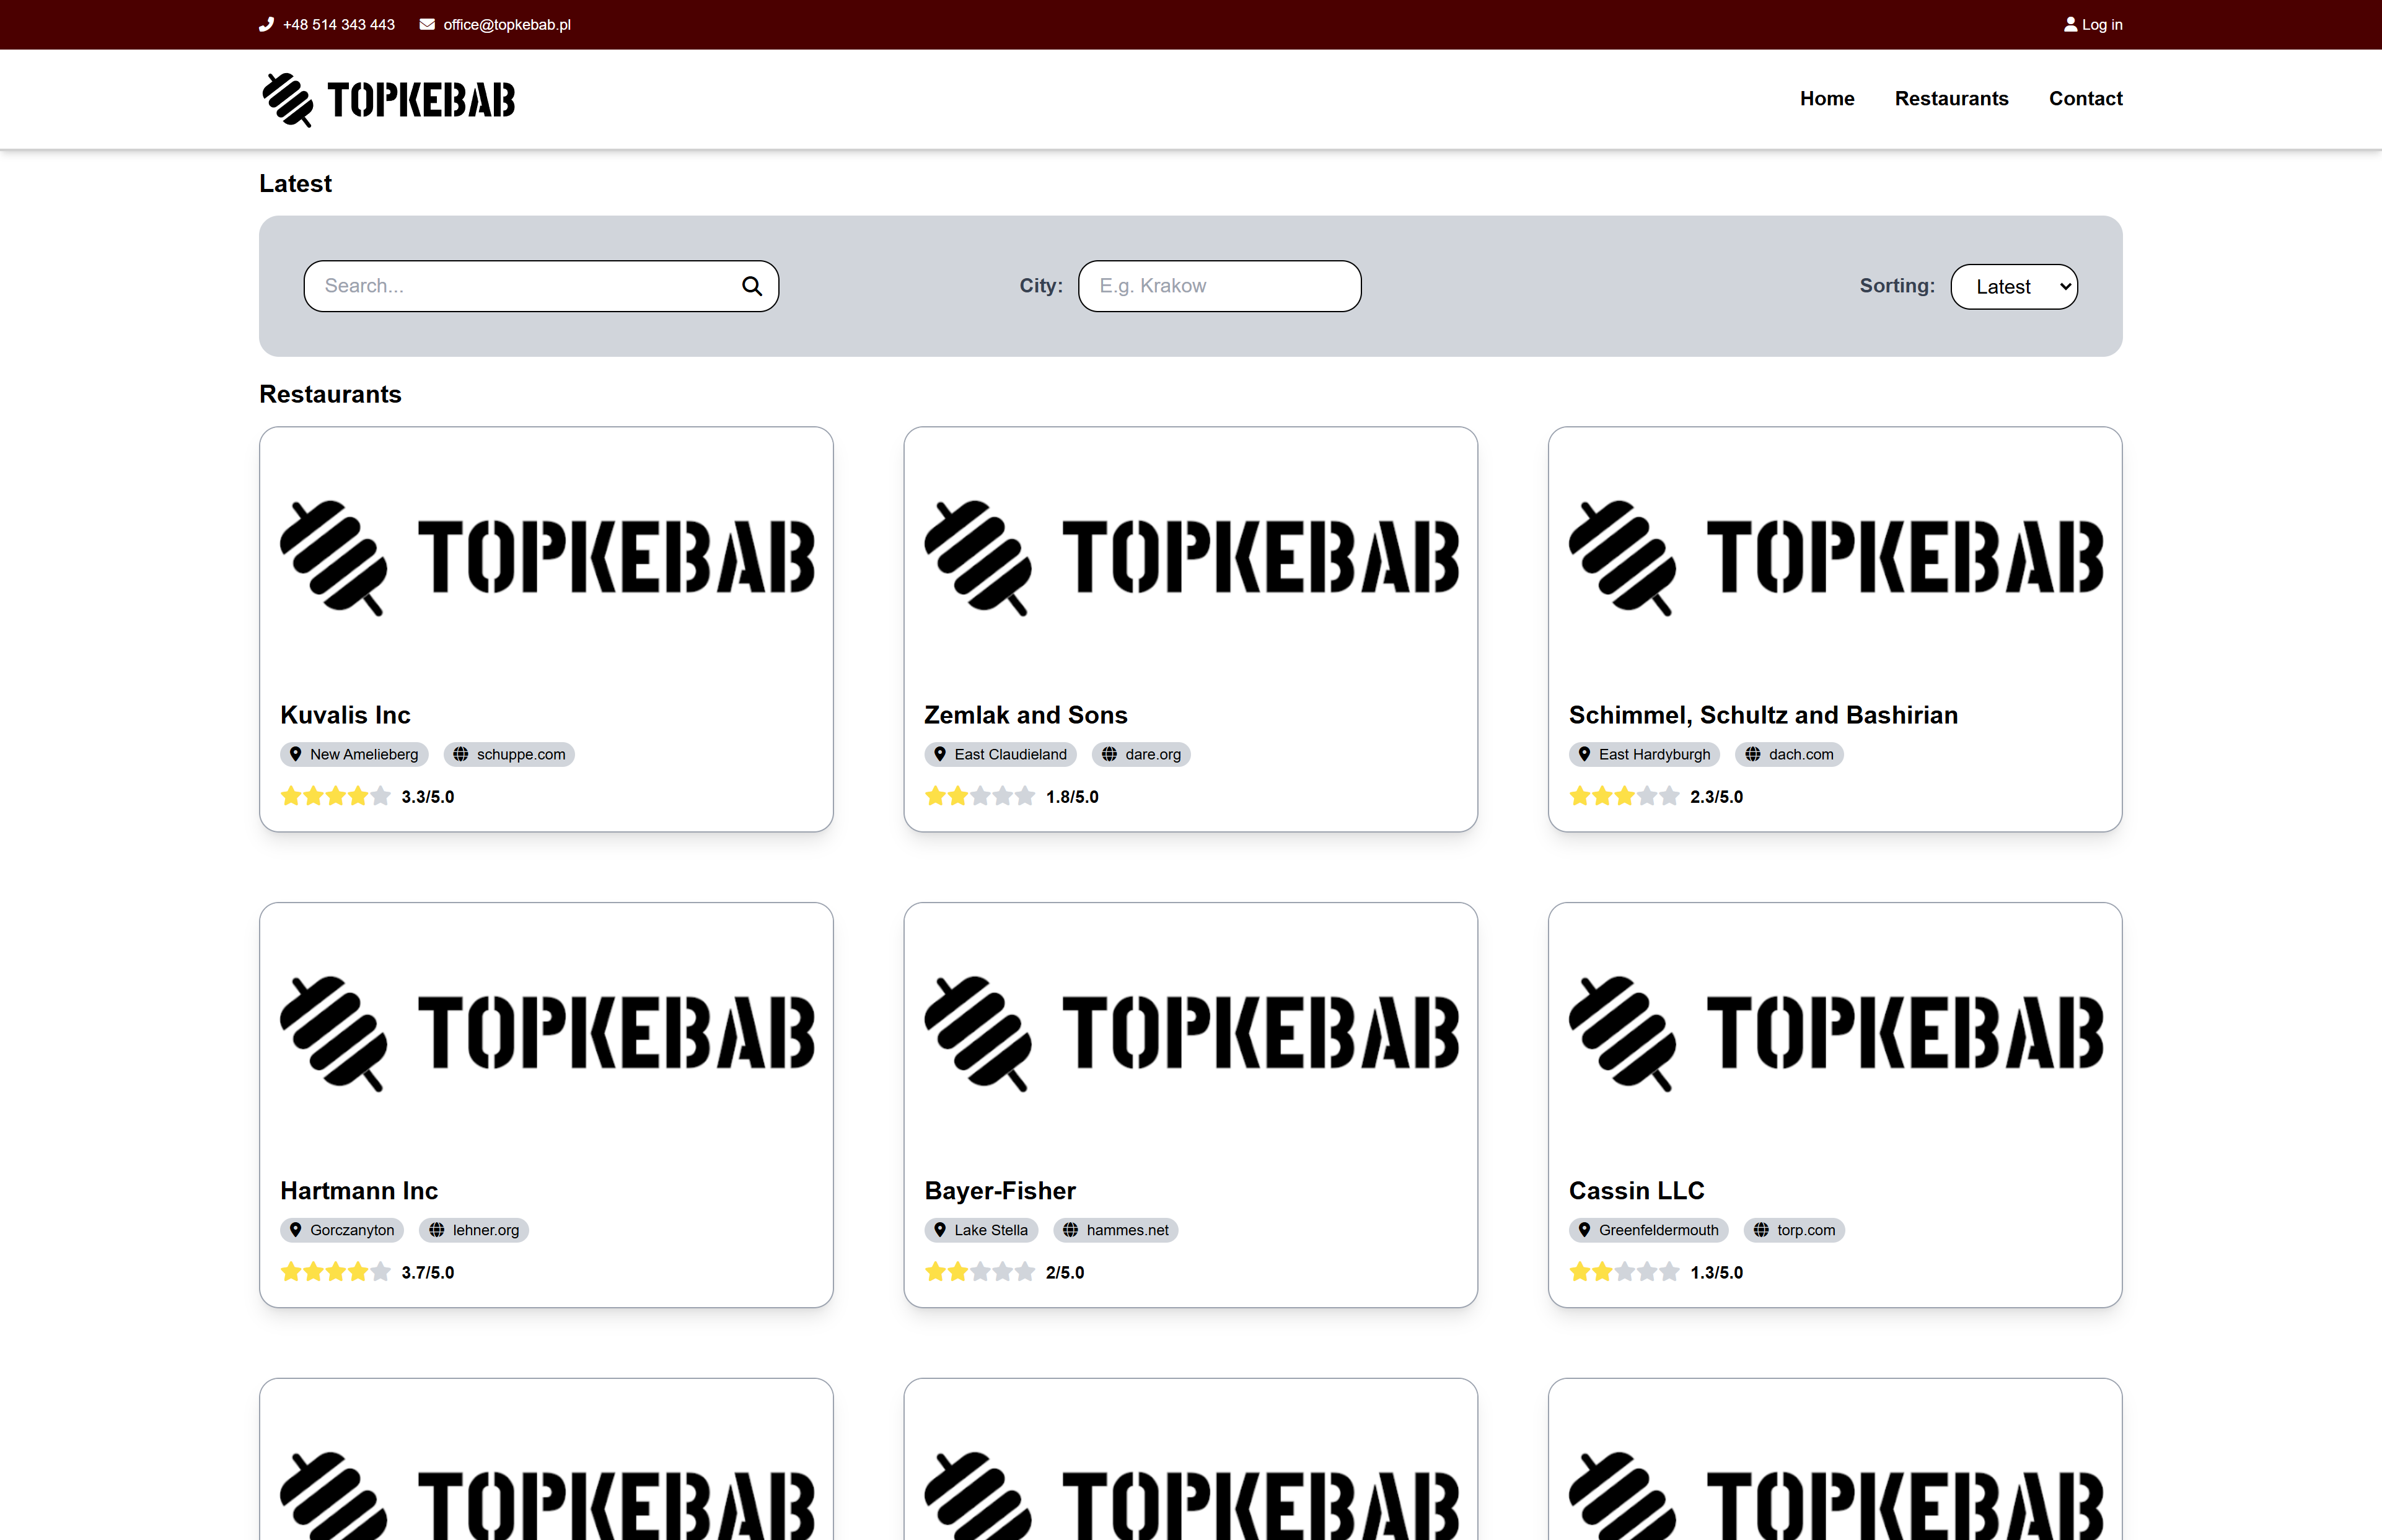 +48 514 343 443 office@topkebab.pl Log in
TOPKEBAB Home Restaurants Contact
Latest
Search... City: E.g. Krakow Sorting: Latest
Restaurants
TOPKEBAB
Kuvalis Inc
New Amelieberg schuppe.com
3.3/5.0
TOPKEBAB
Zemlak and Sons
East Claudieland dare.org
1.8/5.0
TOPKEBAB
Schimmel, Schultz and Bashirian
East Hardyburgh dach.com
2.3/5.0
TOPKEBAB
Hartmann Inc
Gorczanyton lehner.org
3.7/5.0
TOPKEBAB
Bayer-Fisher
Lake Stella hammes.net
2/5.0
TOPKEBAB
Cassin LLC
Greenfeldermouth torp.com
1.3/5.0
TOPKEBAB
TOPKEBAB
TOPKEBAB